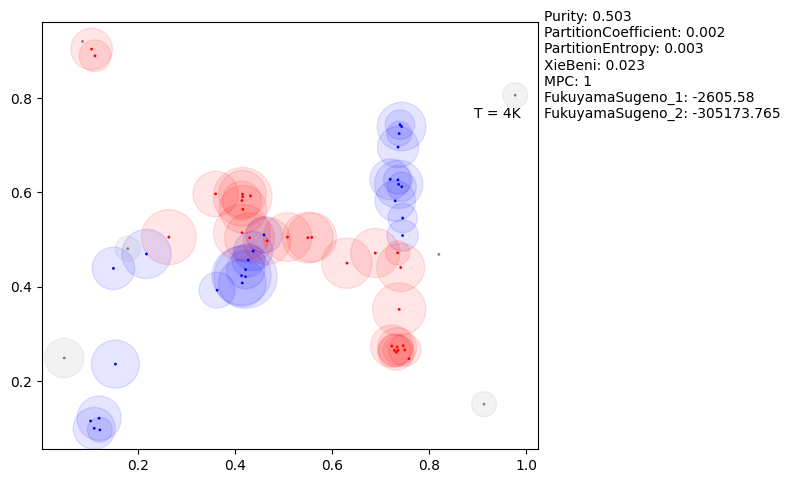 Purity: 0.503
PartitionCoefficient: 0.002
PartitionEntropy: 0.003
XieBeni: 0.023
MPC: 1
FukuyamaSugeno_1: -2605.58
FukuyamaSugeno_2: -305173.765
T = 4K
0.8
0.6
0.4
0.2
0.2 0.4 0.6 0.8 1.0